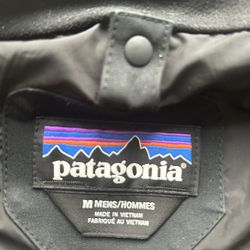 patagonia
M MENS/HOMMES
MADE IN VIETNAM
FABRIQUÉ AU VIETNAM